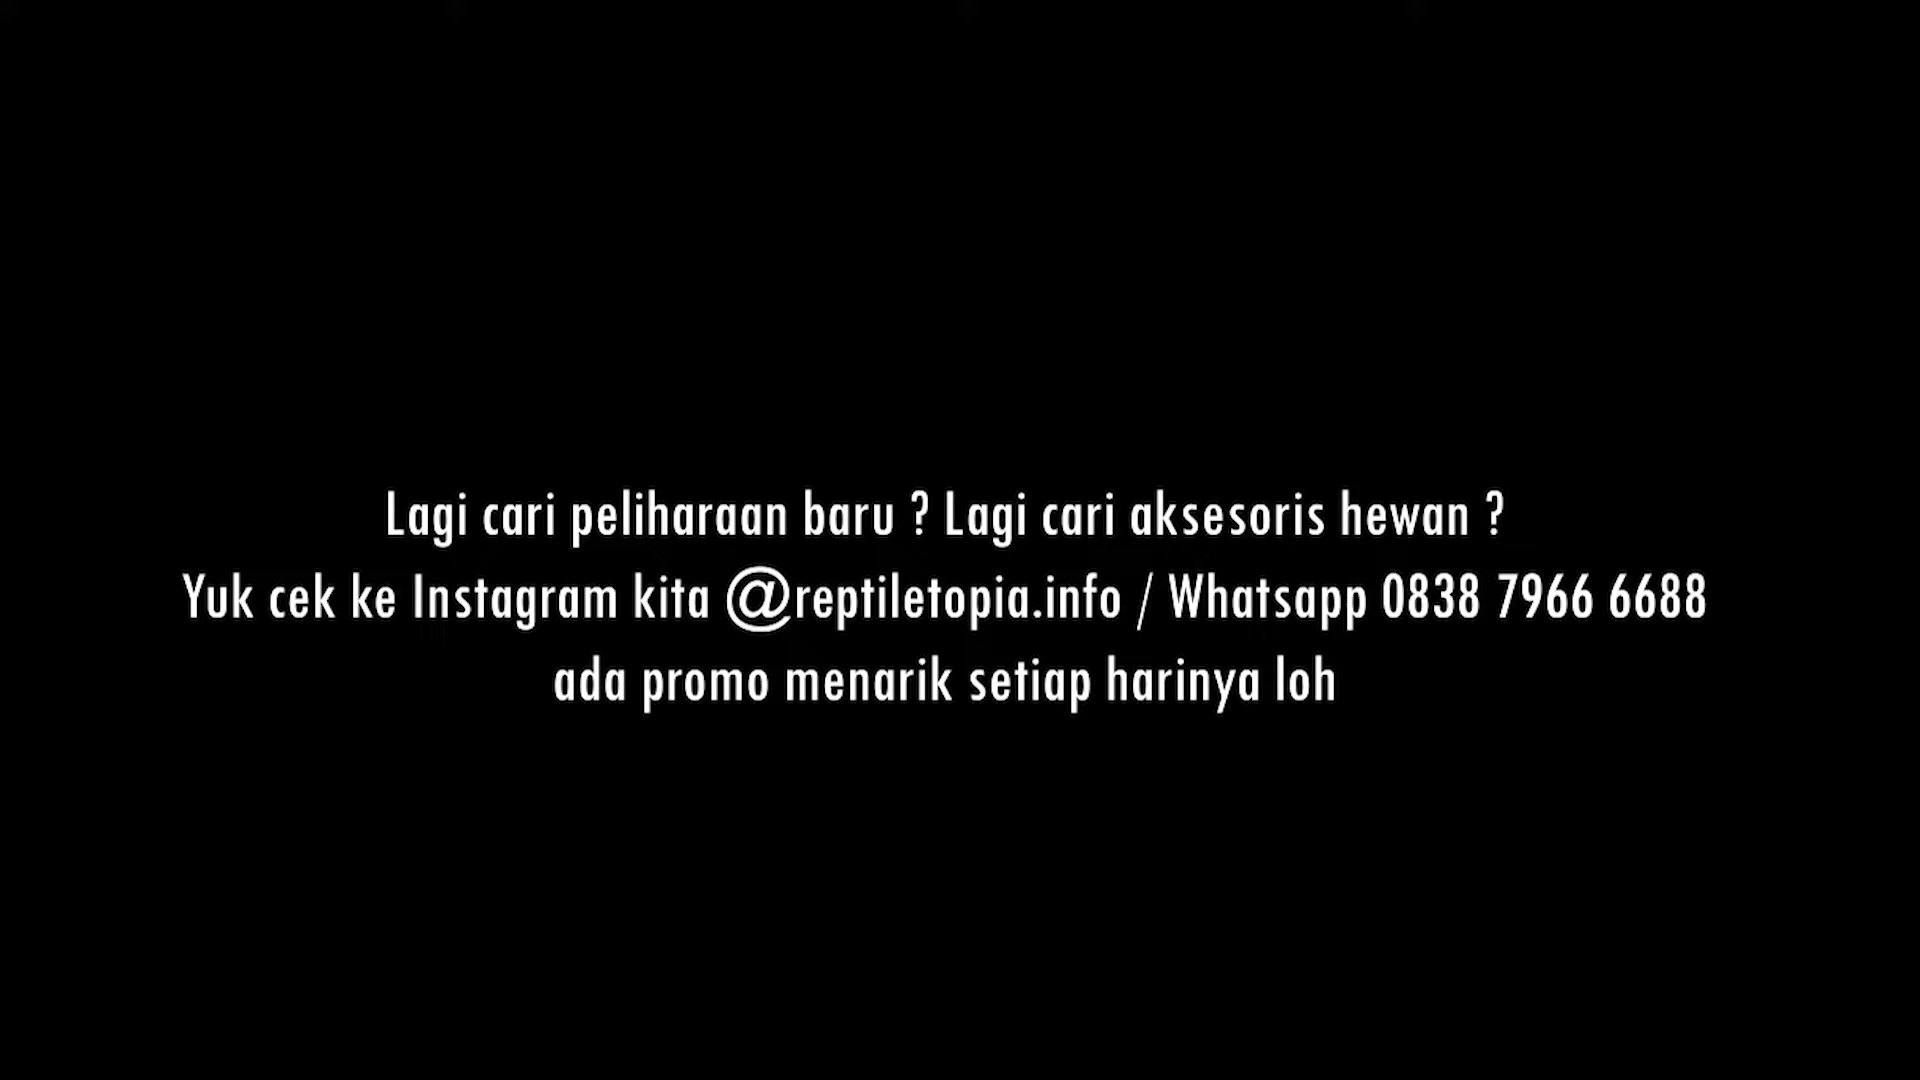 Lagi cari peliharaan baru ? Lagi cari aksesoris hewan ?
Yuk cek ke Instagram kita @reptiletopia.info / Whatsapp 0838 7966 6688
ada promo menarik setiap harinya loh